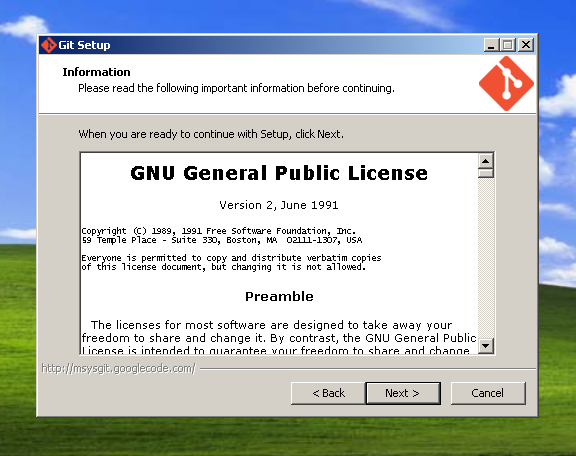 Git Setup
Information
Please read the following important information before continuing.
When you are ready to continue with Setup, click Next.
GNU General Public License
Version 2, June 1991
Copyright (C) 1989, 1991 Free Software Foundation, Inc.
59 Temple Place - Suite 330, Boston, MA  02111-1307, USA
Everyone is permitted to copy and distribute verbatim copies
of this license document, but changing it is not allowed.
Preamble
The licenses for most software are designed to take away your
freedom to share and change it. By contrast, the GNU General Public
License is intended to guarantee your freedom to share and change
http://msysgit.googlecode.com/
< Back
Next >
Cancel